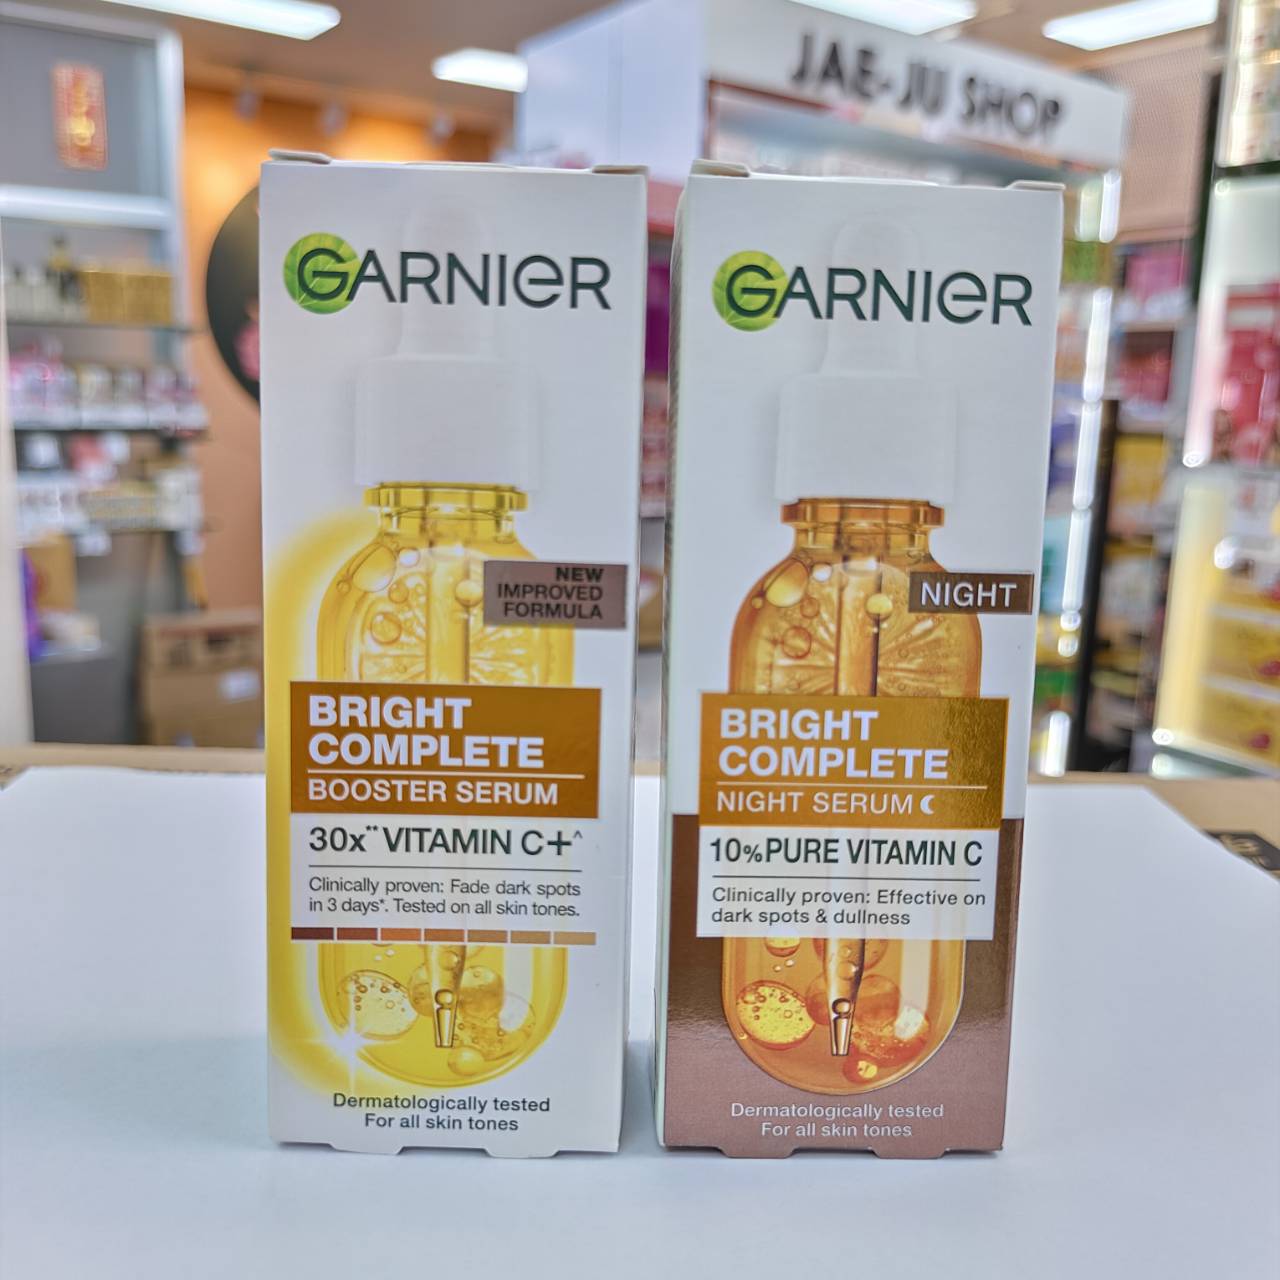 JAE-JU SHOP
GARNIER
NEW
IMPROVED
FORMULA
BRIGHT
COMPLETE
BOOSTER SERUM
30x** VITAMIN C+^
Clinically proven: Fade dark spots
in 3 days*. Tested on all skin tones.
Dermatologically tested
For all skin tones
GARNIER
NIGHT
BRIGHT
COMPLETE
NIGHT SERUM
10% PURE VITAMIN C
Clinically proven: Effective on
dark spots & dullness
Dermatologically tested
For all skin tones